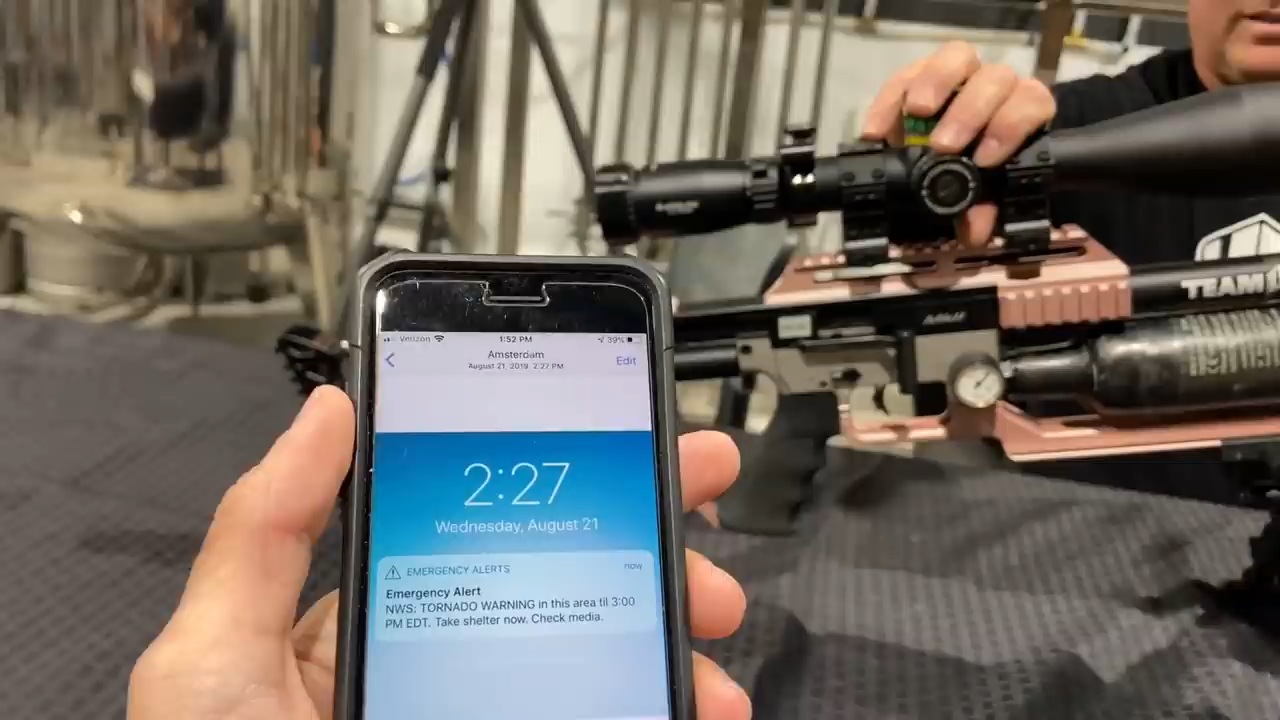 Verizon
1:52 PM
39%
Amsterdam
August 21, 2019 2:27 PM
Edit
2:27
Wednesday, August 21
EMERGENCY ALERTS
now
Emergency Alert
NWS: TORNADO WARNING in this area til 3:00
PM EDT. Take shelter now. Check media.
MkII
TEAM